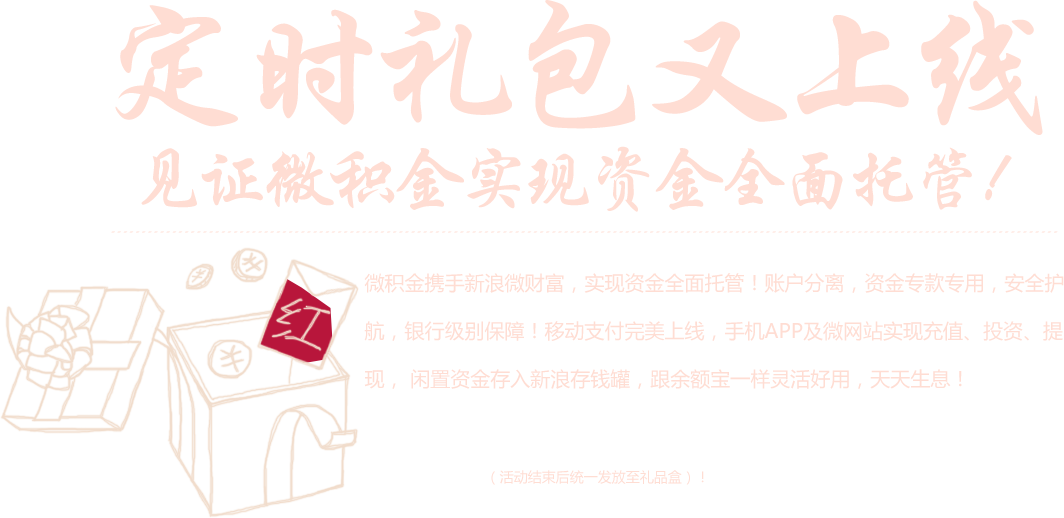 定时礼包又上线
见证微积金实现资金全面托管!
红
微积金携手新浪微财富，实现资金全面托管！账户分离，资金专款专用，安全护
航，银行级别保障！移动支付完美上线，手机APP及微网站实现充值、投资、提
现， 闲置资金存入新浪存钱罐，跟余额宝一样灵活好用，天天生息！
（活动结束后统一发放至礼品盒）！